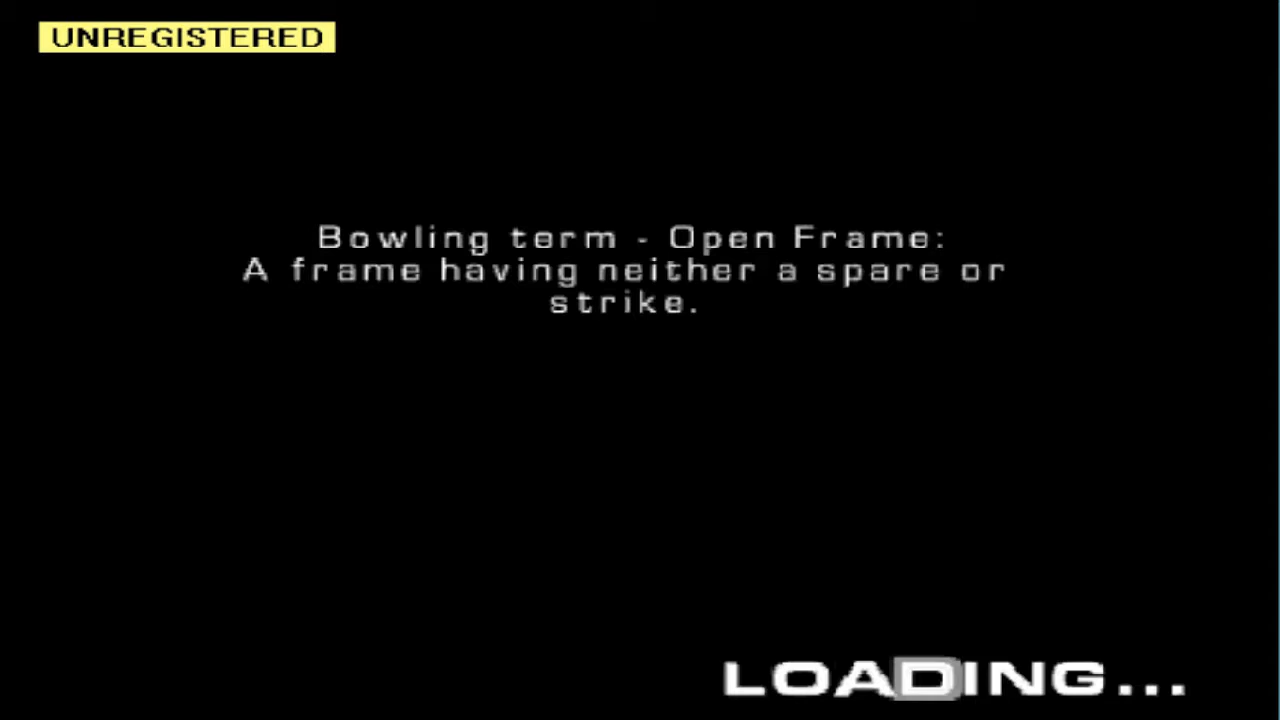 UNREGISTERED
Bowling term - Open Frame:
A frame having neither a spare or
strike.
LOADING...